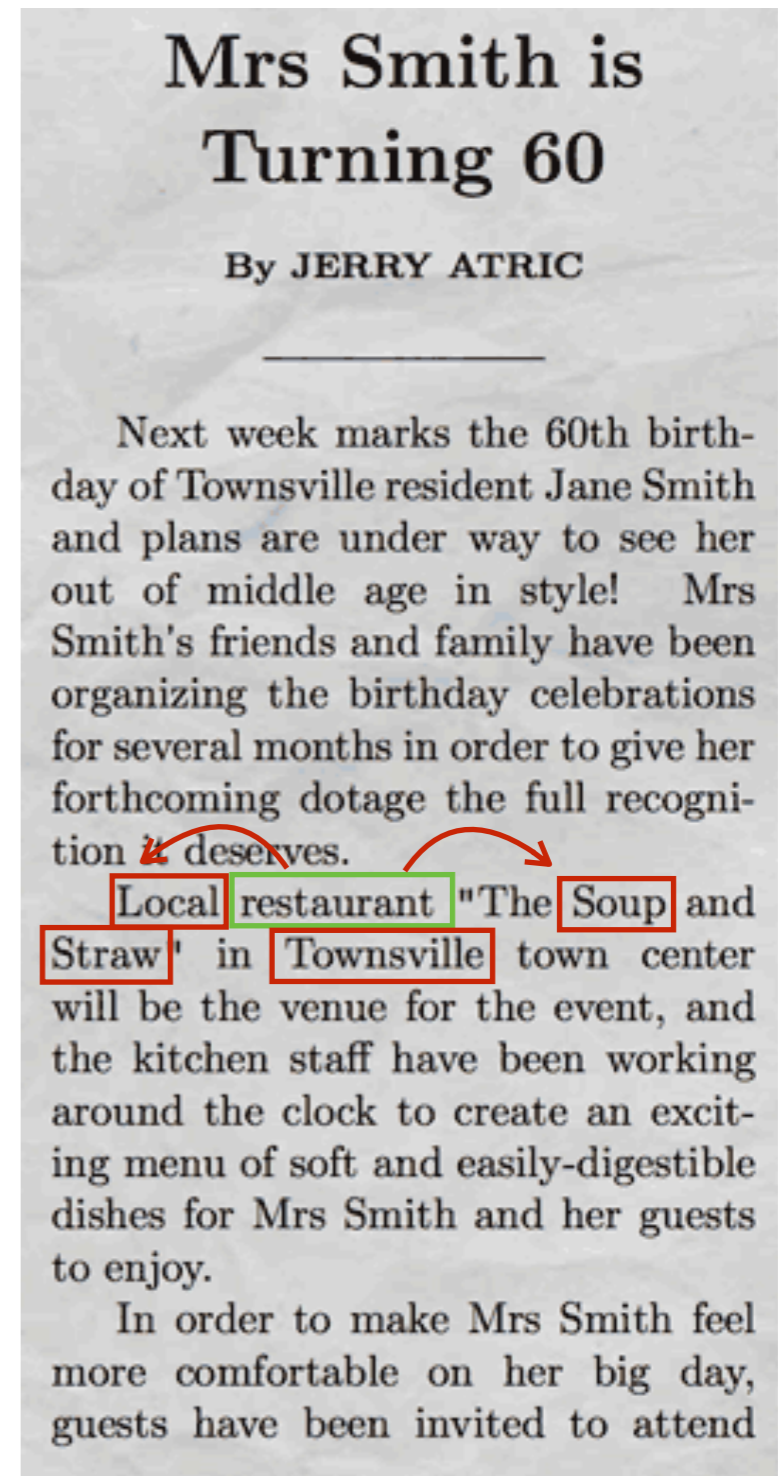 Mrs Smith is
Turning 60
By JERRY ATRIC
Next week marks the 60th birth-
day of Townsville resident Jane Smith
and plans are under way to see her
out of middle age in style! Mrs
Smith's friends and family have been
organizing the birthday celebrations
for several months in order to give her
forthcoming dotage the full recogni-
tion it deserves.
Local restaurant "The Soup and
Straw" in Townsville town center
will be the venue for the event, and
the kitchen staff have been working
around the clock to create an excit-
ing menu of soft and easily-digestible
dishes for Mrs Smith and her guests
to enjoy.
In order to make Mrs Smith feel
more comfortable on her big day,
guests have been invited to attend